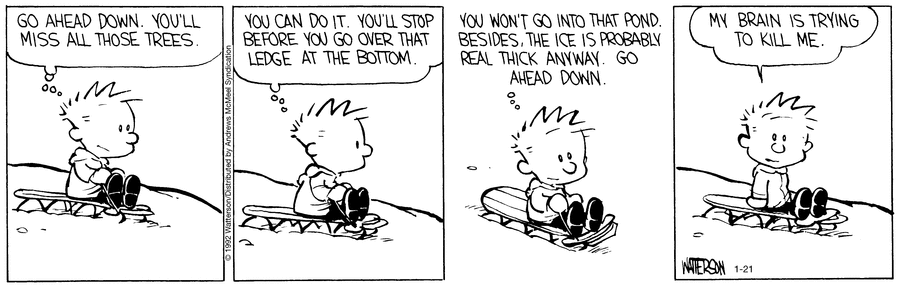 GO AHEAD DOWN. YOU'LL
MISS ALL THOSE TREES.
© 1992 Watterson/Distributed by Andrews McMeel Syndication
YOU CAN DO IT. YOU'LL STOP
BEFORE YOU GO OVER THAT
LEDGE AT THE BOTTOM.
YOU WON'T GO INTO THAT POND.
BESIDES, THE ICE IS PROBABLY
REAL THICK ANYWAY. GO
AHEAD DOWN.
MY BRAIN IS TRYING
TO KILL ME.
WATTERSON 1-21